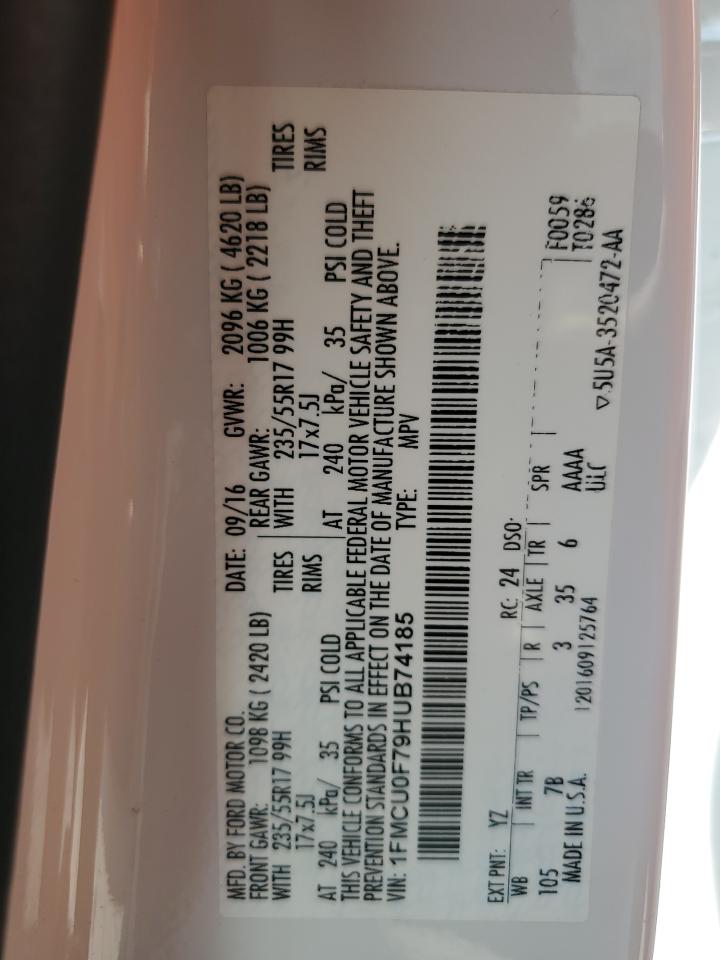 MFD. BY FORD MOTOR CO. DATE: 09/16 GVWR: 2096 KG ( 4620 LB)
FRONT GAWR: 1098 KG ( 2420 LB) REAR GAWR: 1006 KG ( 2218 LB)
WITH 235/55R17 99H TIRES WITH 235/55R17 99H TIRES
17x7.5J RIMS 17x7.5J RIMS
AT 240 kPa/ 35 PSI COLD AT 240 kPa/ 35 PSI COLD
THIS VEHICLE CONFORMS TO ALL APPLICABLE FEDERAL MOTOR VEHICLE SAFETY AND THEFT
PREVENTION STANDARDS IN EFFECT ON THE DATE OF MANUFACTURE SHOWN ABOVE.
VIN: 1FMCU0F79HUB74185 TYPE: MPV
EXT PNT: YZ RC: 24 DSO:
WB INT TR TP/PS R AXLE TR SPR F0059
105 7B 3 35 6 AAAA T0286
MADE IN U.S.A. 1201609125764 5U5A-3520472-AA